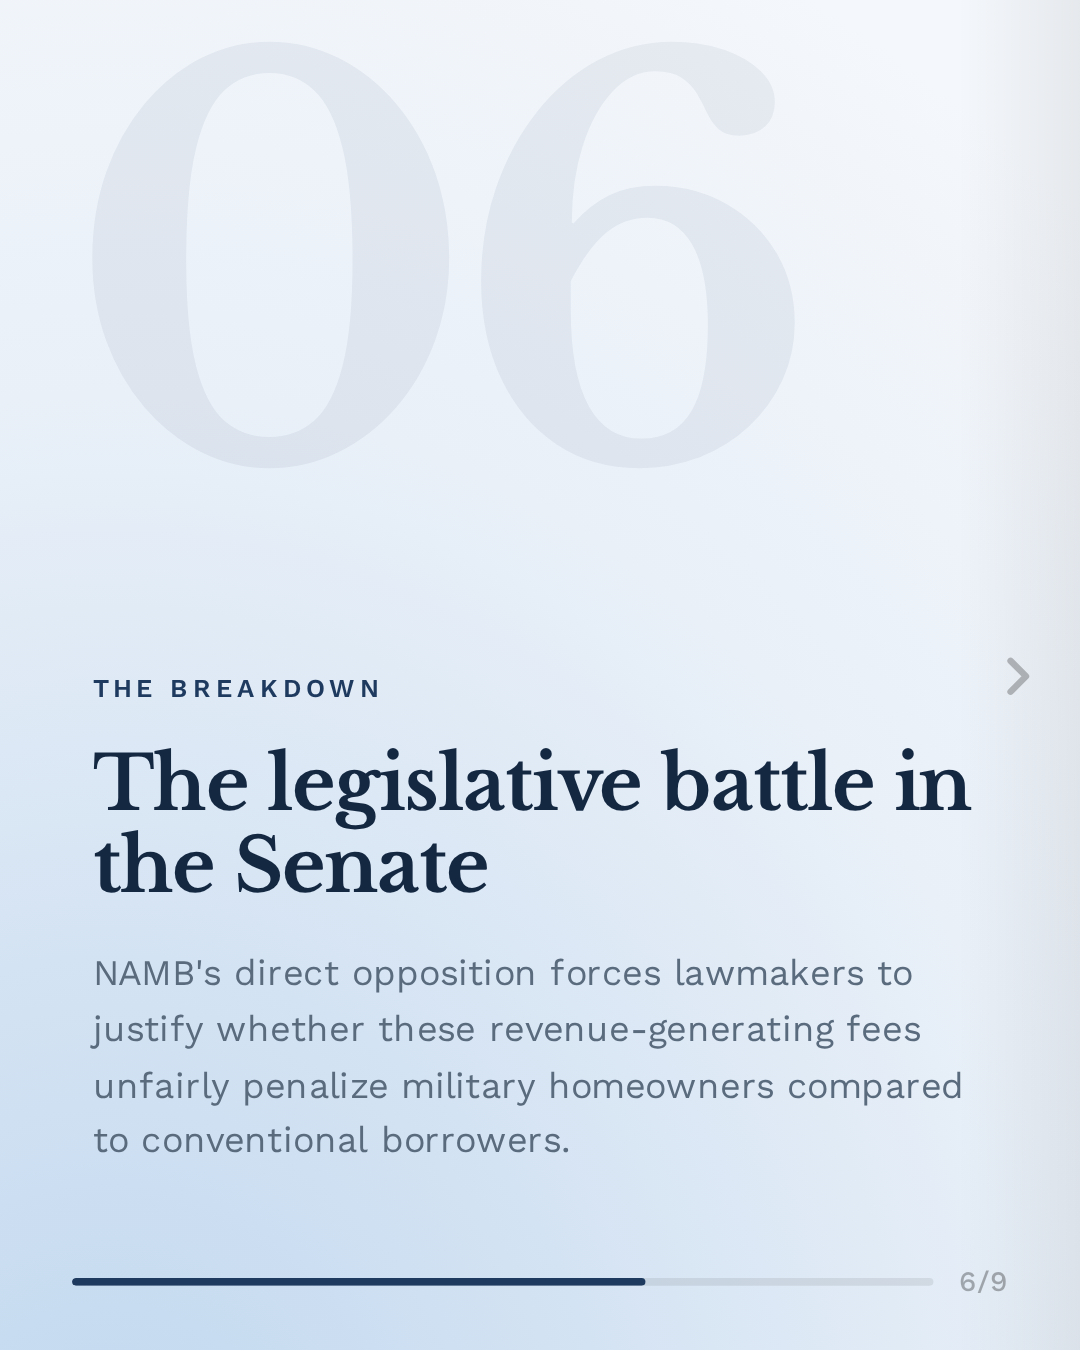 06
THE BREAKDOWN
The legislative battle in
the Senate
NAMB's direct opposition forces lawmakers to
justify whether these revenue-generating fees
unfairly penalize military homeowners compared
to conventional borrowers.
6/9